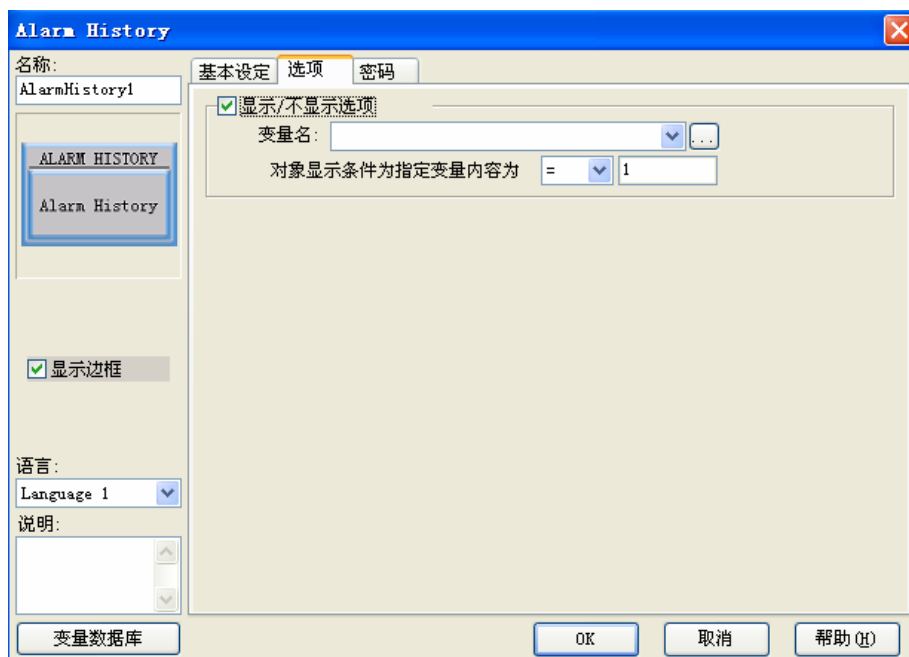 Alarm History
名称:
AlarmHistory1
ALARM HISTORY
Alarm History
显示边框
语言:
Language 1
说明:
变量数据库
基本设定 选项 密码
显示/不显示选项
变量名: ...
对象显示条件为指定变量内容为 = 1
OK 取消 帮助(H)